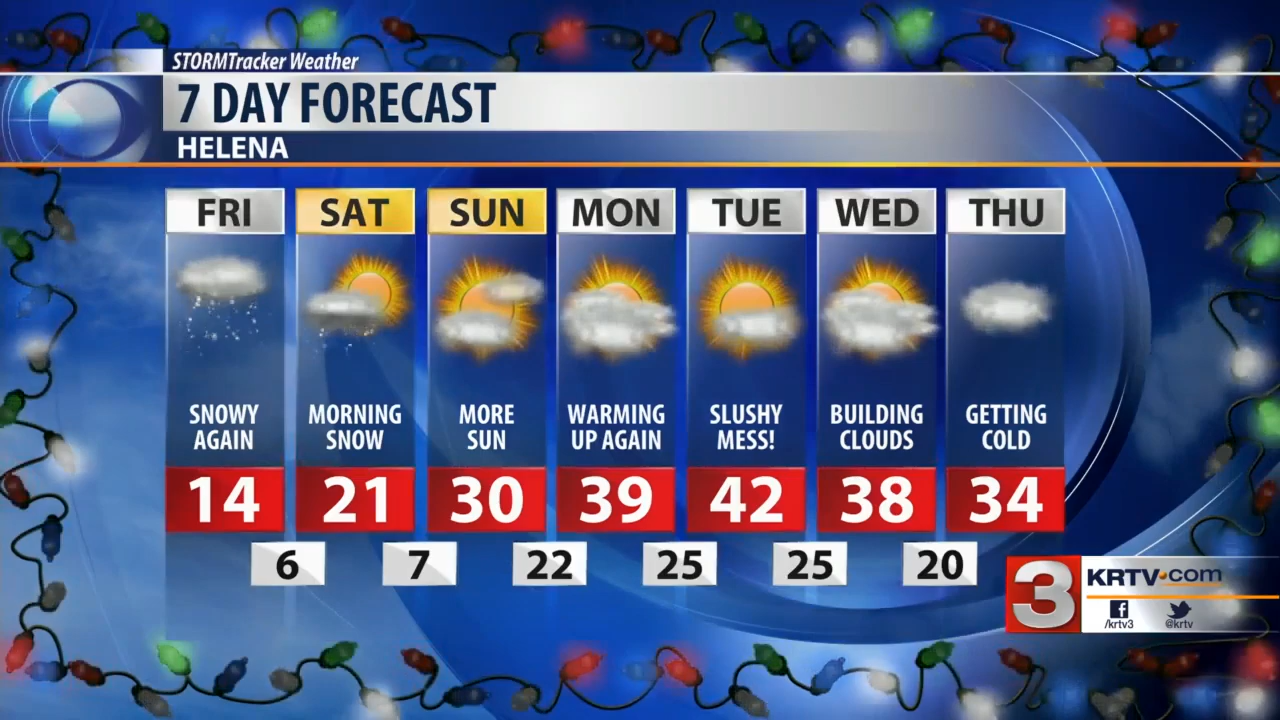 STORMTracker Weather
7 DAY FORECAST
HELENA
FRI
SAT
SUN
MON
TUE
WED
THU
SNOWY
AGAIN
MORNING
SNOW
MORE
SUN
WARMING
UP AGAIN
SLUSHY
MESS!
BUILDING
CLOUDS
GETTING
COLD
14
21
30
39
42
38
34
6
7
22
25
25
20
3
KRTV.com
/krtv3
@krtv